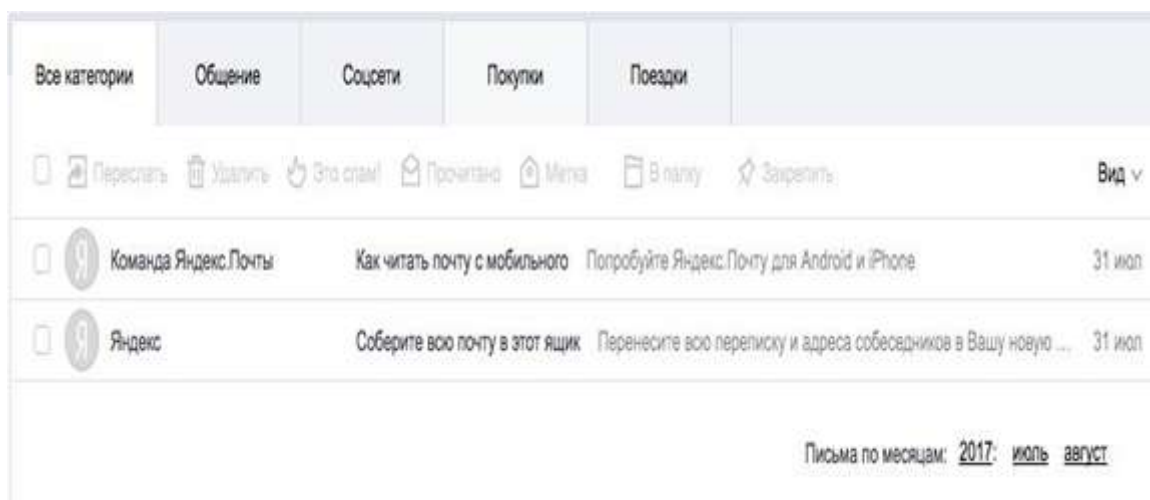 Все категории Общение Соцсети Покупки Поездки
Переслать Удалить Это спам! Прочитано Метка В папку Закрепить Вид
Я Команда Яндекс.Почты Как читать почту с мобильного Попробуйте Яндекс.Почту для Android и iPhone 31 июл
Я Яндекс Соберите всю почту в этот ящик Перенесите всю переписку и адреса собеседников в Вашу новую ... 31 июл
Письма по месяцам: 2017: июль август